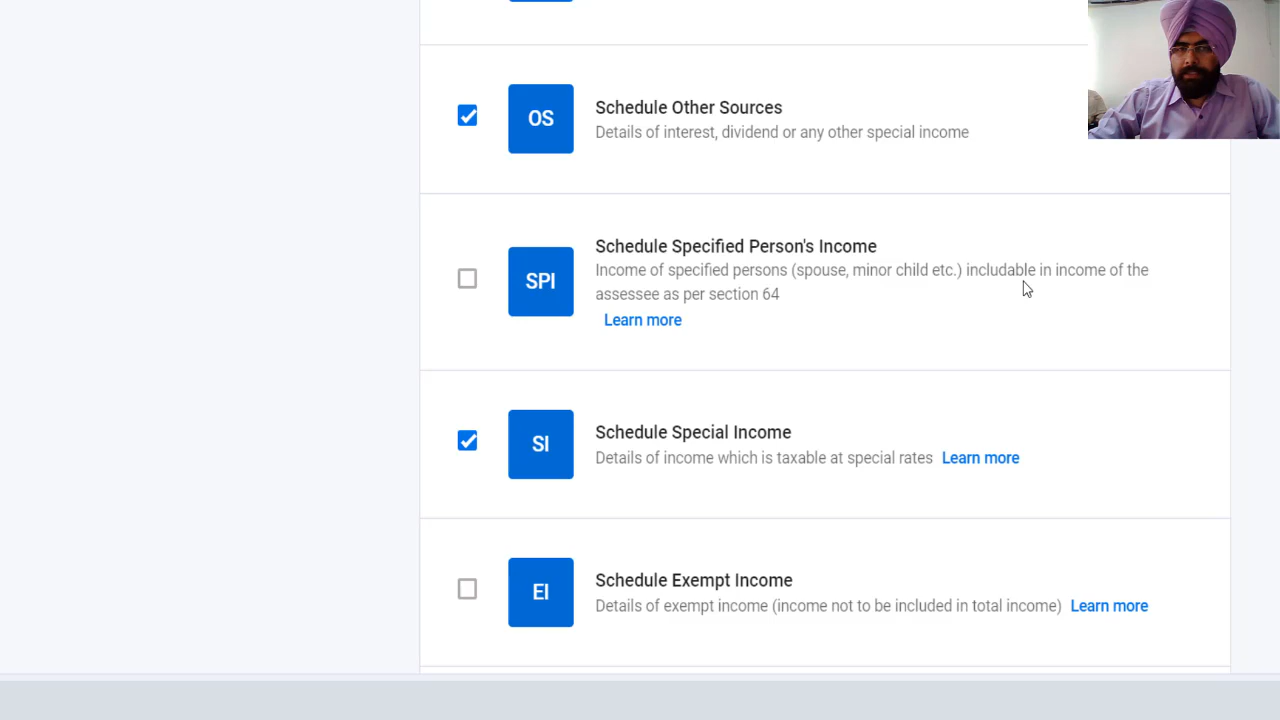 OS
Schedule Other Sources
Details of interest, dividend or any other special income
SPI
Schedule Specified Person's Income
Income of specified persons (spouse, minor child etc.) includable in income of the
assessee as per section 64
Learn more
SI
Schedule Special Income
Details of income which is taxable at special rates Learn more
EI
Schedule Exempt Income
Details of exempt income (income not to be included in total income) Learn more